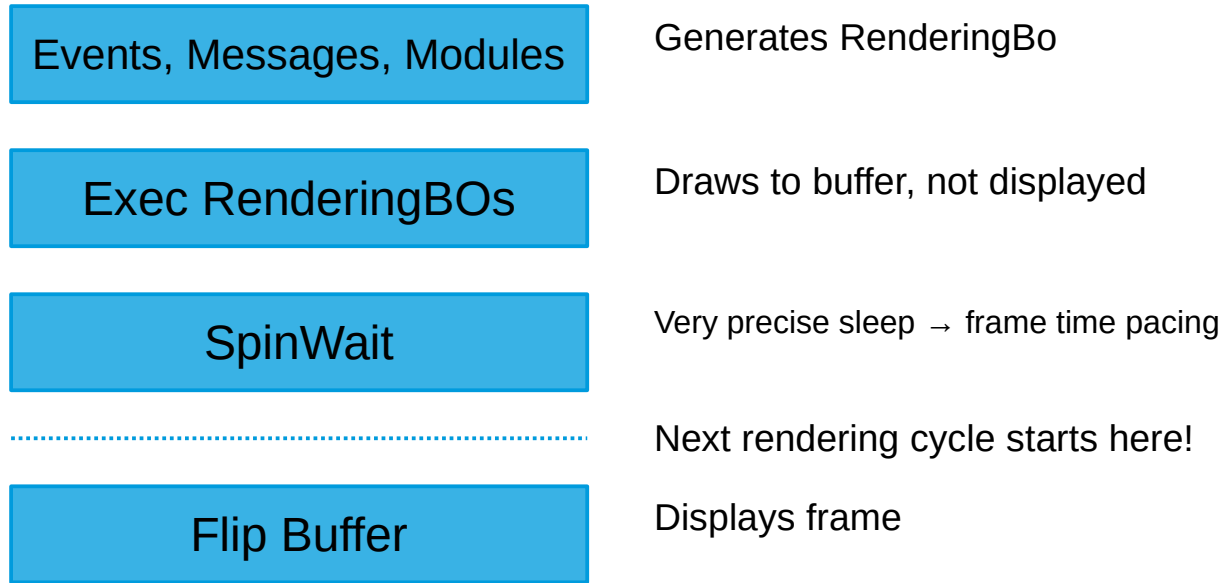 Events, Messages, Modules
Generates RenderingBo
Exec RenderingBOs
Draws to buffer, not displayed
SpinWait
Very precise sleep → frame time pacing
Next rendering cycle starts here!
Flip Buffer
Displays frame